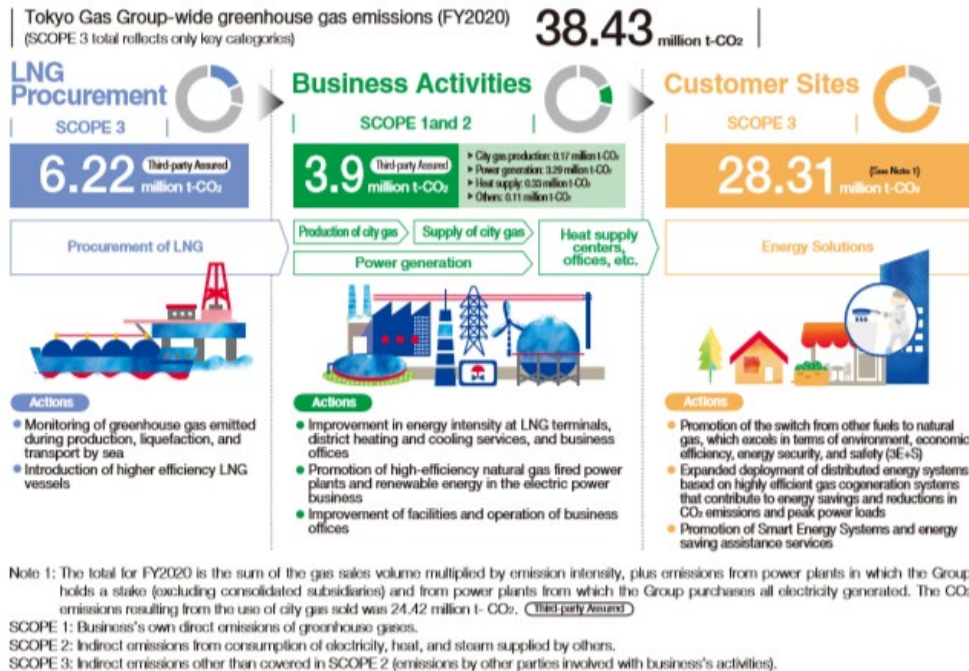 Tokyo Gas Group-wide greenhouse gas emissions (FY2020)
(SCOPE 3 total reflects only key categories)
38.43 million t-CO₂
LNG
Procurement
SCOPE 3
6.22
Third-party Assured
million t-CO₂
Procurement of LNG
Actions
● Monitoring of greenhouse gas emitted
during production, liquefaction, and
transport by sea
● Introduction of higher efficiency LNG
vessels
Business Activities
SCOPE 1and 2
3.9
Third-party Assured
million t-CO₂
▶ City gas production: 0.17 million t-CO₂
▶ Power generation: 3.29 million t-CO₂
▶ Heat supply: 0.33 million t-CO₂
▶ Others: 0.11 million t-CO₂
Production of city gas
Supply of city gas
Power generation
Heat supply
centers,
offices, etc.
Actions
● Improvement in energy intensity at LNG terminals,
district heating and cooling services, and business
offices
● Promotion of high-efficiency natural gas fired power
plants and renewable energy in the electric power
business
● Improvement of facilities and operation of business
offices
Customer Sites
SCOPE 3
28.31
(See Note 1)
million t-CO₂
Energy Solutions
Actions
● Promotion of the switch from other fuels to natural
gas, which excels in terms of environment, economic
efficiency, energy security, and safety (3E+S)
● Expanded deployment of distributed energy systems
based on highly efficient gas cogeneration systems
that contribute to energy savings and reductions in
CO₂ emissions and peak power loads
● Promotion of Smart Energy Systems and energy
saving assistance services
Note 1: The total for FY2020 is the sum of the gas sales volume multiplied by emission intensity, plus emissions from power plants in which the Group
holds a stake (excluding consolidated subsidiaries) and from power plants from which the Group purchases all electricity generated. The CO₂
emissions resulting from the use of city gas sold was 24.42 million t- CO₂. Third-party Assured
SCOPE 1: Business's own direct emissions of greenhouse gases.
SCOPE 2: Indirect emissions from consumption of electricity, heat, and steam supplied by others.
SCOPE 3: Indirect emissions other than covered in SCOPE 2 (emissions by other parties involved with business's activities).